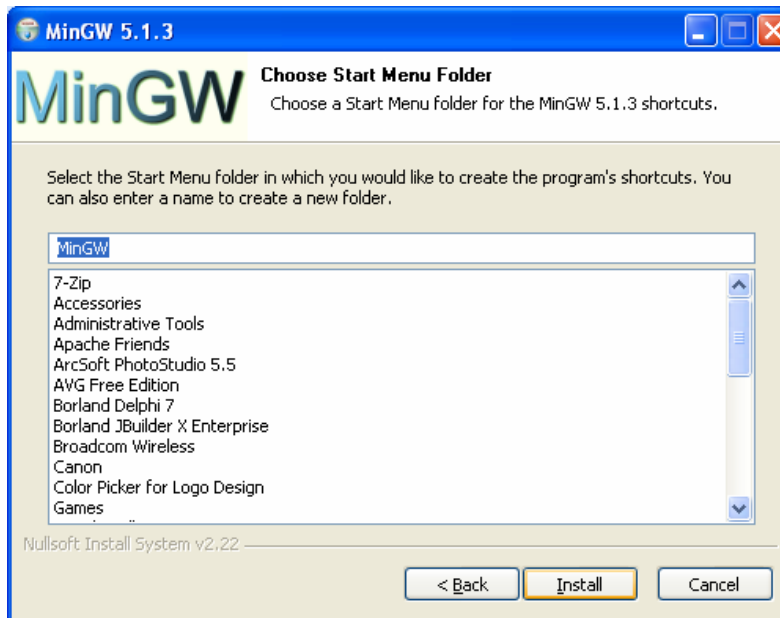 MinGW 5.1.3
MinGW
Choose Start Menu Folder
Choose a Start Menu folder for the MinGW 5.1.3 shortcuts.
Select the Start Menu folder in which you would like to create the program's shortcuts. You
can also enter a name to create a new folder.
MinGW
7-Zip
Accessories
Administrative Tools
Apache Friends
ArcSoft PhotoStudio 5.5
AVG Free Edition
Borland Delphi 7
Borland JBuilder X Enterprise
Broadcom Wireless
Canon
Color Picker for Logo Design
Games
Nullsoft Install System v2.22
< Back
Install
Cancel